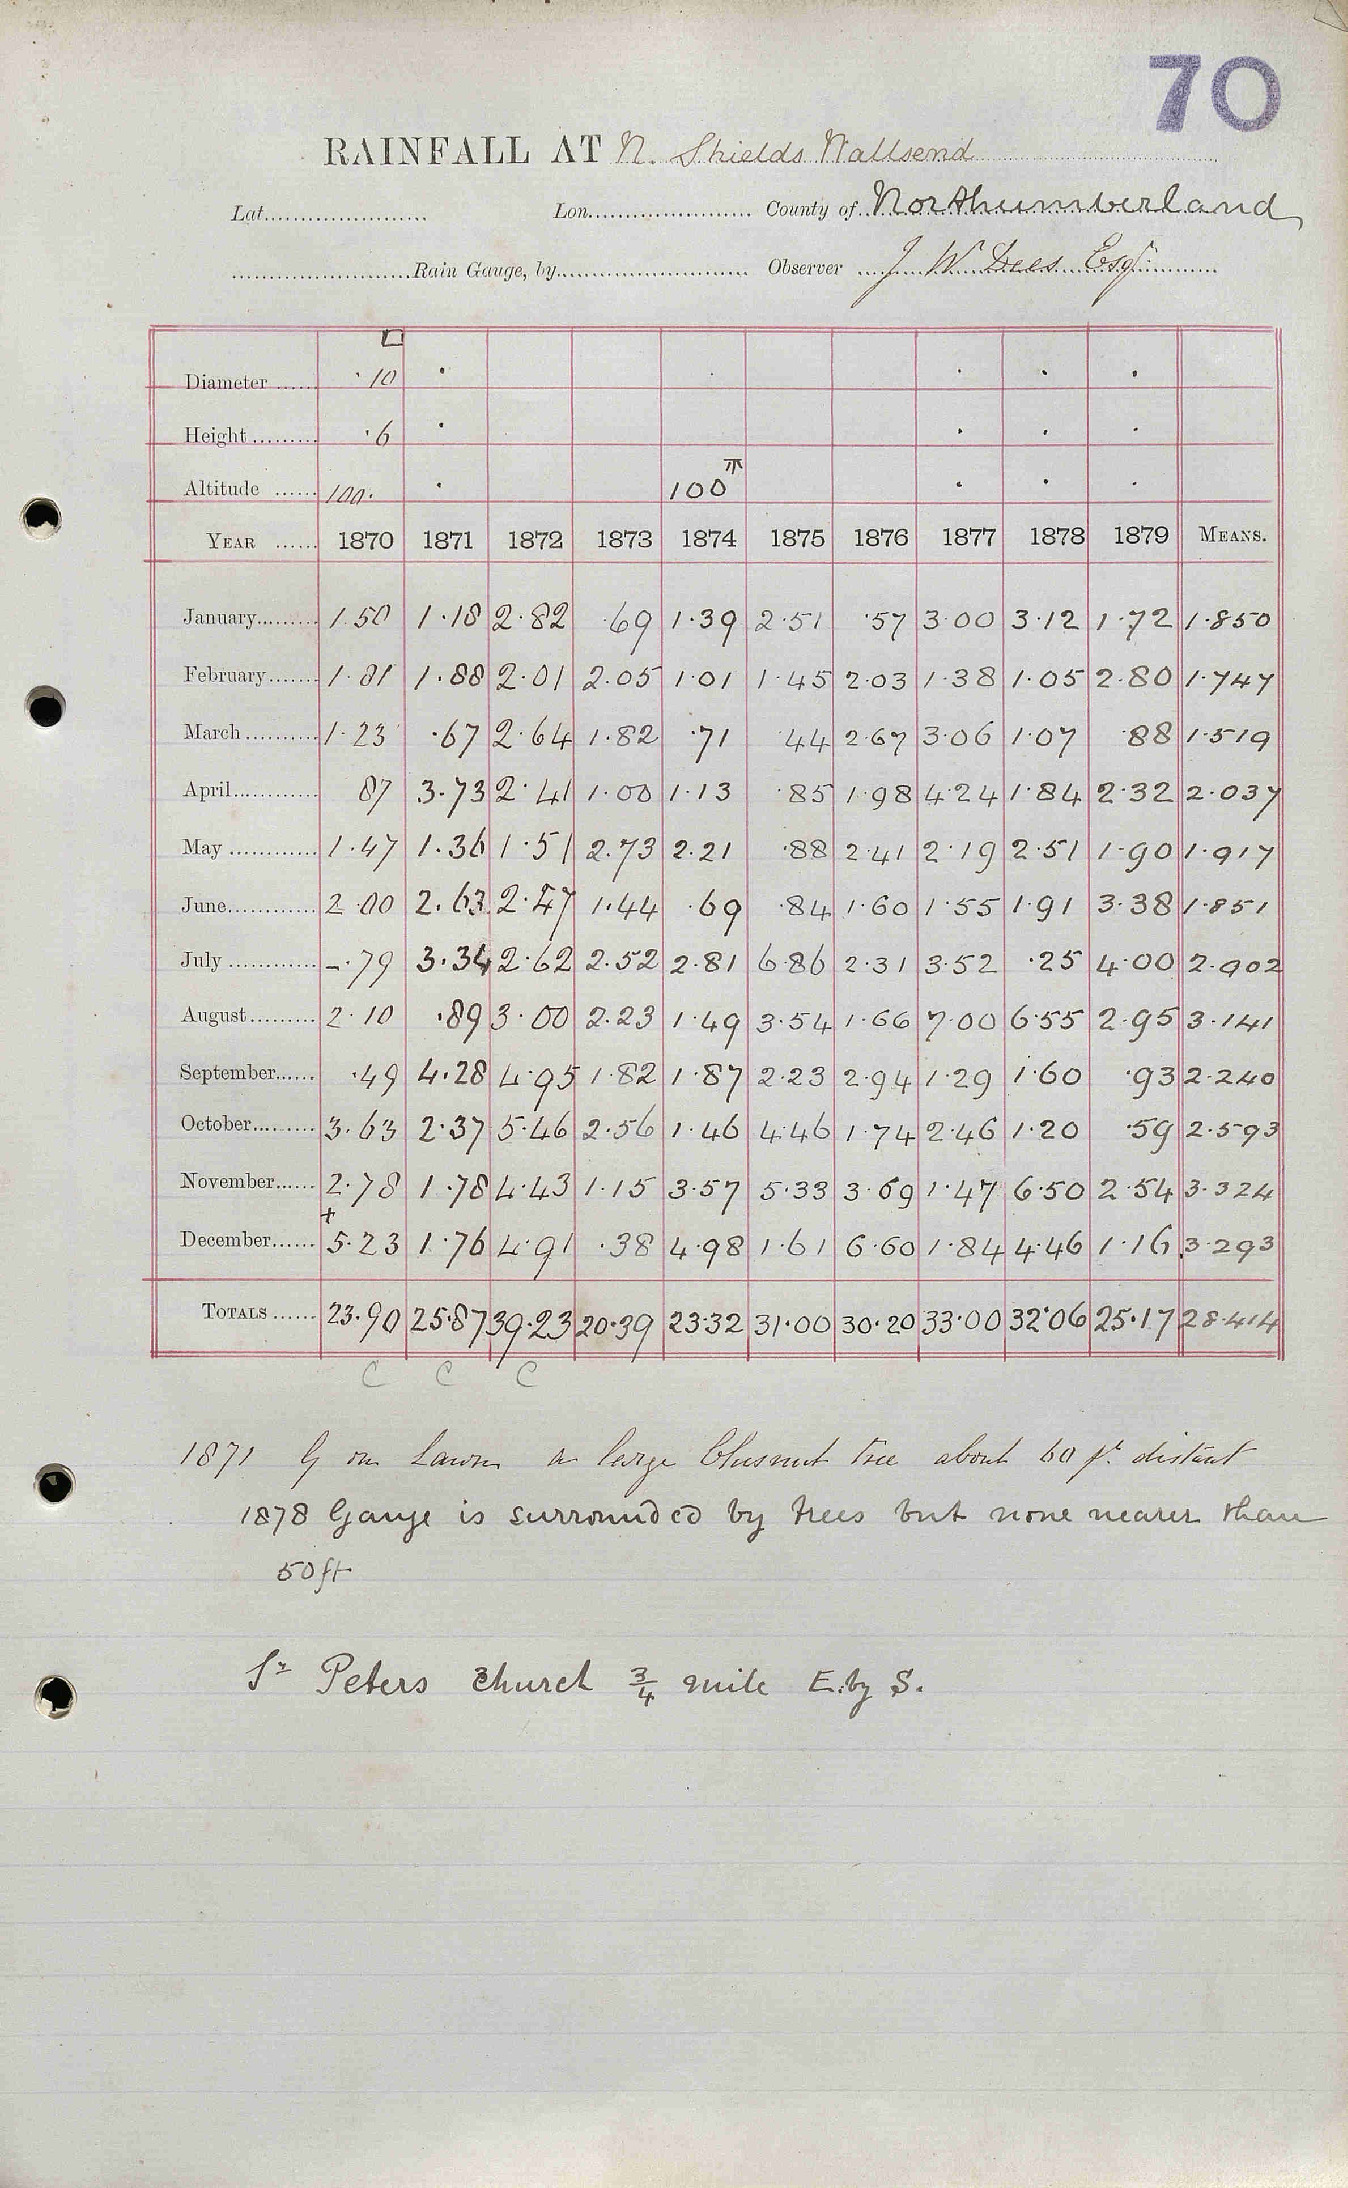 70
RAINFALL AT N. Shields Wallsend
Lat. Lon. County of Northumberland
Rain Gauge, by Observer J W Dees Esqr
Diameter 10
Height 6
Altitude 100. 100
YEAR 1870 1871 1872 1873 1874 1875 1876 1877 1878 1879 MEANS.
January 1.50 1.18 2.82 .69 1.39 2.51 .57 3.00 3.12 1.72 1.850
February 1.81 1.88 2.01 2.05 1.01 1.45 2.03 1.38 1.05 2.80 1.747
March 1.23 .67 2.64 1.82 .71 44 2.67 3.06 1.07 .88 1.519
April 87 3.73 2.41 1.00 1.13 .85 1.98 4.24 1.84 2.32 2.037
May 1.47 1.36 1.51 2.73 2.21 .88 2.41 2.19 2.51 1.90 1.917
June 2.00 2.63 2.47 1.44 .69 .84 1.60 1.55 1.91 3.38 1.851
July -.79 3.34 2.62 2.52 2.81 6.86 2.31 3.52 .25 4.00 2.902
August 2.10 .89 3.00 2.23 1.49 3.54 1.66 7.00 6.55 2.95 3.141
September .49 4.28 4.95 1.82 1.87 2.23 2.94 1.29 1.60 .93 2.240
October 3.63 2.37 5.46 2.56 1.46 4.46 1.74 2.46 1.20 .59 2.593
November 2.78 1.78 4.43 1.15 3.57 5.33 3.69 1.47 6.50 2.54 3.324
+
December 5.23 1.76 4.91 .38 4.98 1.61 6.60 1.84 4.46 1.16 3.293
TOTALS 23.90 25.87 39.23 20.39 23.32 31.00 30.20 33.00 32.06 25.17 28.414
C C C
1871 G on Lawn a large Chesnut tree about 60 ft distant
1878 Gauge is surrounded by trees but none nearer than
50ft
St Peters Church 3/4 mile E. by S.